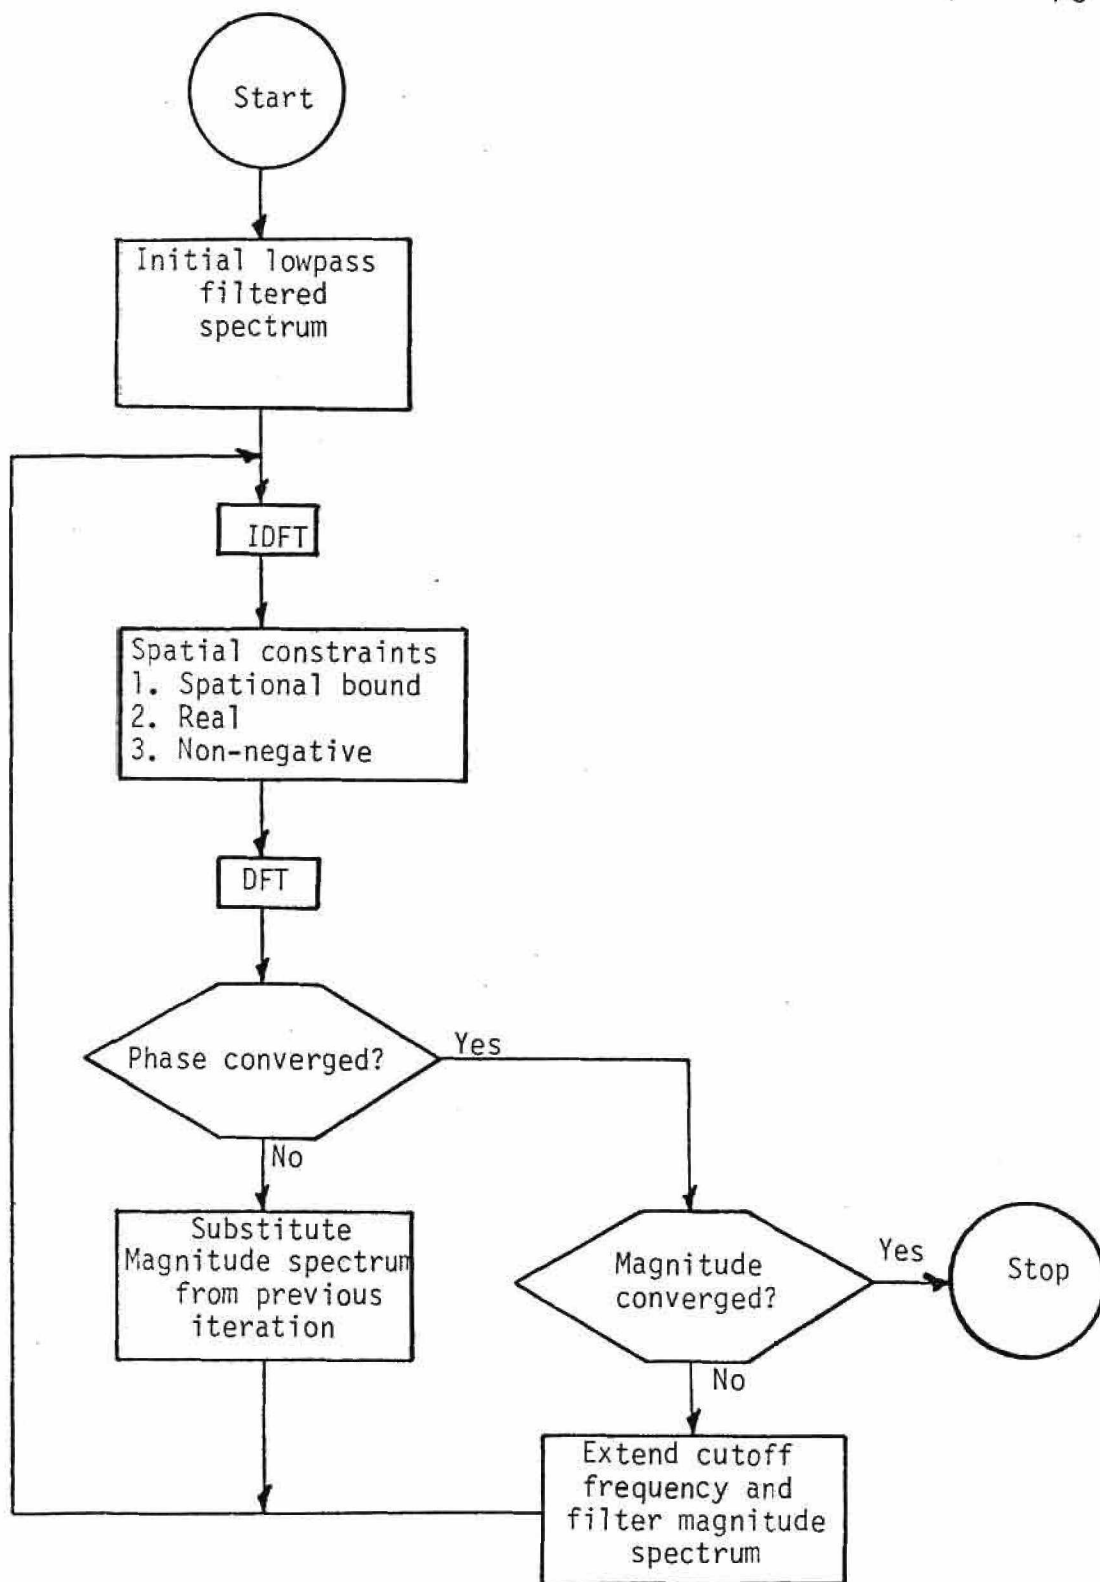 Start
Initial lowpass
filtered
spectrum
IDFT
Spatial constraints
1. Spational bound
2. Real
3. Non-negative
DFT
Phase converged?
Yes
No
Substitute
Magnitude spectrum
from previous
iteration
Magnitude
converged?
Yes
Stop
No
Extend cutoff
frequency and
filter magnitude
spectrum